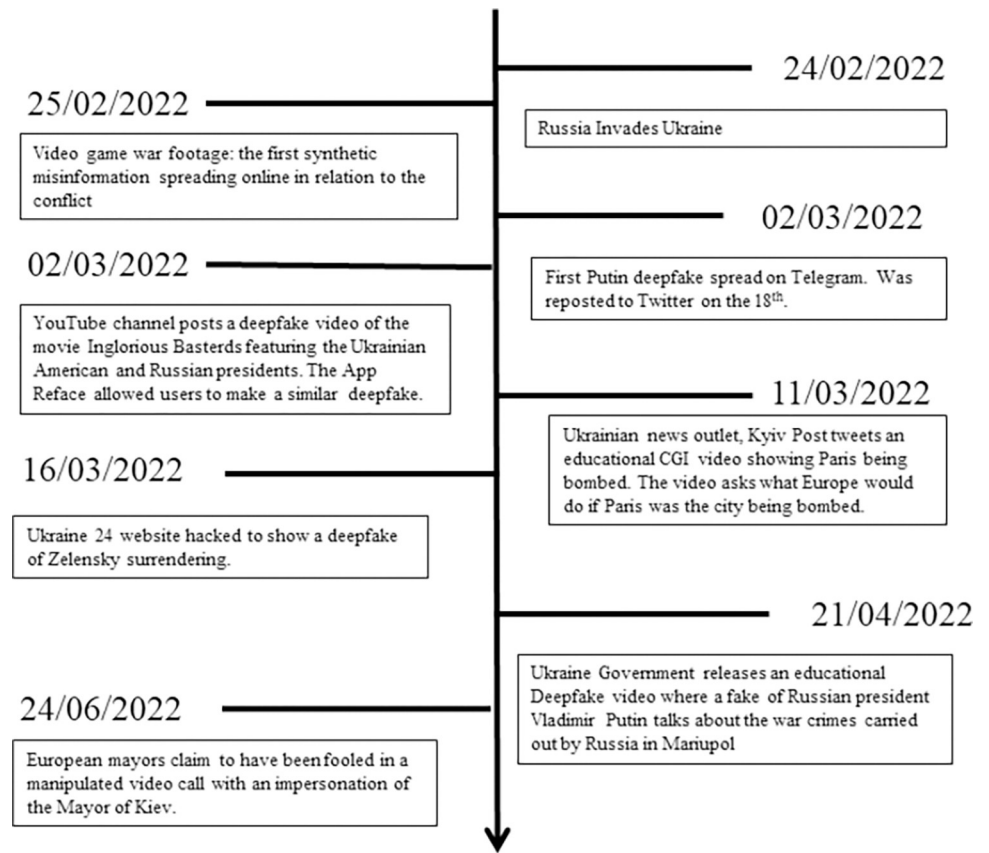 24/02/2022
Russia Invades Ukraine
25/02/2022
Video game war footage: the first synthetic
misinformation spreading online in relation to the
conflict
02/03/2022
First Putin deepfake spread on Telegram. Was
reposted to Twitter on the 18th.
02/03/2022
YouTube channel posts a deepfake video of the
movie Inglorious Basterds featuring the Ukrainian
American and Russian presidents. The App
Reface allowed users to make a similar deepfake.
11/03/2022
Ukrainian news outlet, Kyiv Post tweets an
educational CGI video showing Paris being
bombed. The video asks what Europe would
do if Paris was the city being bombed.
16/03/2022
Ukraine 24 website hacked to show a deepfake
of Zelensky surrendering.
21/04/2022
Ukraine Government releases an educational
Deepfake video where a fake of Russian president
Vladimir Putin talks about the war crimes carried
out by Russia in Mariupol
24/06/2022
European mayors claim to have been fooled in a
manipulated video call with an impersonation of
the Mayor of Kiev.